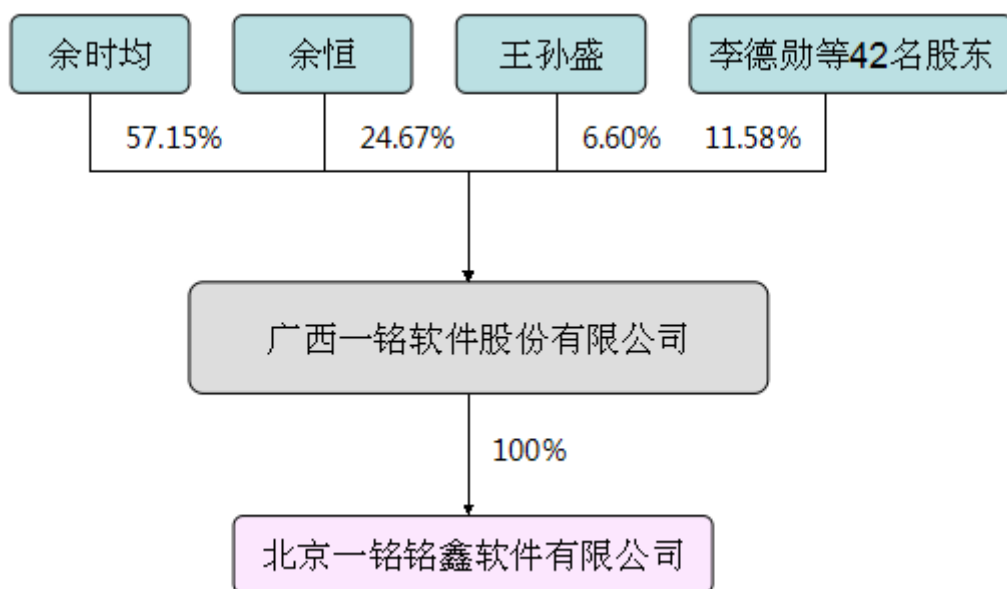 余时均
余恒
王孙盛
李德勋等42名股东
57.15%
24.67%
6.60%
11.58%
广西一铭软件股份有限公司
100%
北京一铭铭鑫软件有限公司